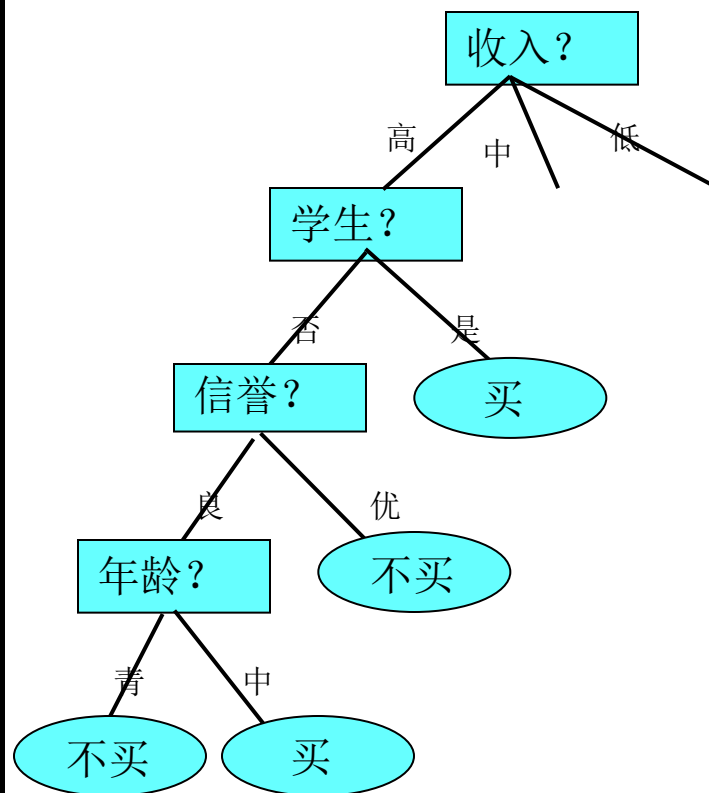 收入？
高
中
低
学生？
否
是
信誉？
买
良
优
年龄？
不买
青
中
不买
买